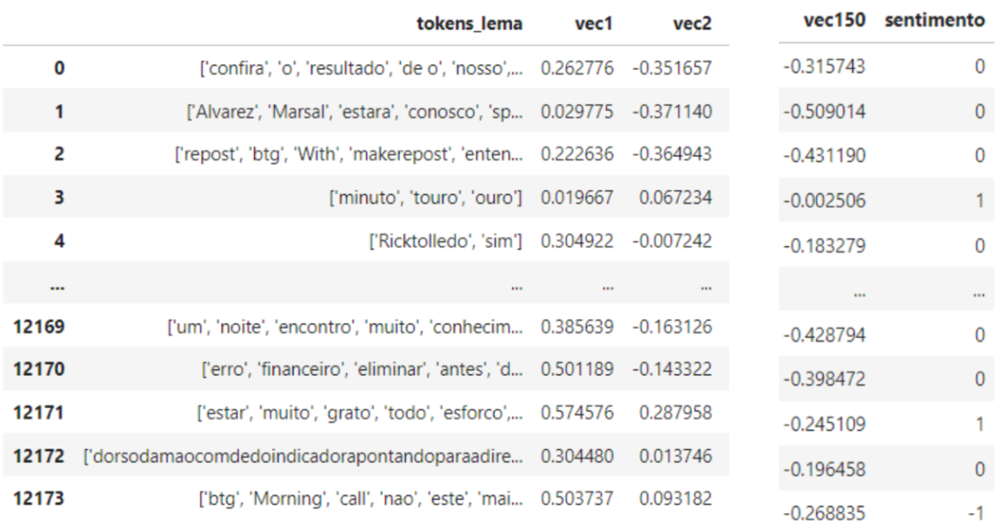 tokens_lema vec1 vec2 vec150 sentimento
0 ['confira', 'o', 'resultado', 'de o', 'nosso',... 0.262776 -0.351657 -0.315743 0
1 ['Alvarez', 'Marsal', 'estara', 'conosco', 'sp... 0.029775 -0.371140 -0.509014 0
2 ['repost', 'btg', 'With', 'makerepost', 'enten... 0.222636 -0.364943 -0.431190 0
3 ['minuto', 'touro', 'ouro'] 0.019667 0.067234 -0.002506 1
4 ['Ricktolledo', 'sim'] 0.304922 -0.007242 -0.183279 0
... ... ... ... ... ...
12169 ['um', 'noite', 'encontro', 'muito', 'conhecim... 0.385639 -0.163126 -0.428794 0
12170 ['erro', 'financeiro', 'eliminar', 'antes', 'd... 0.501189 -0.143322 -0.398472 0
12171 ['estar', 'muito', 'grato', 'todo', 'esforco',... 0.574576 0.287958 -0.245109 1
12172 ['dorsodamaocomdedoindicadorapontandoparaadire... 0.304480 0.013746 -0.196458 0
12173 ['btg', 'Morning', 'call', 'nao', 'este', 'mai... 0.503737 0.093182 -0.268835 -1